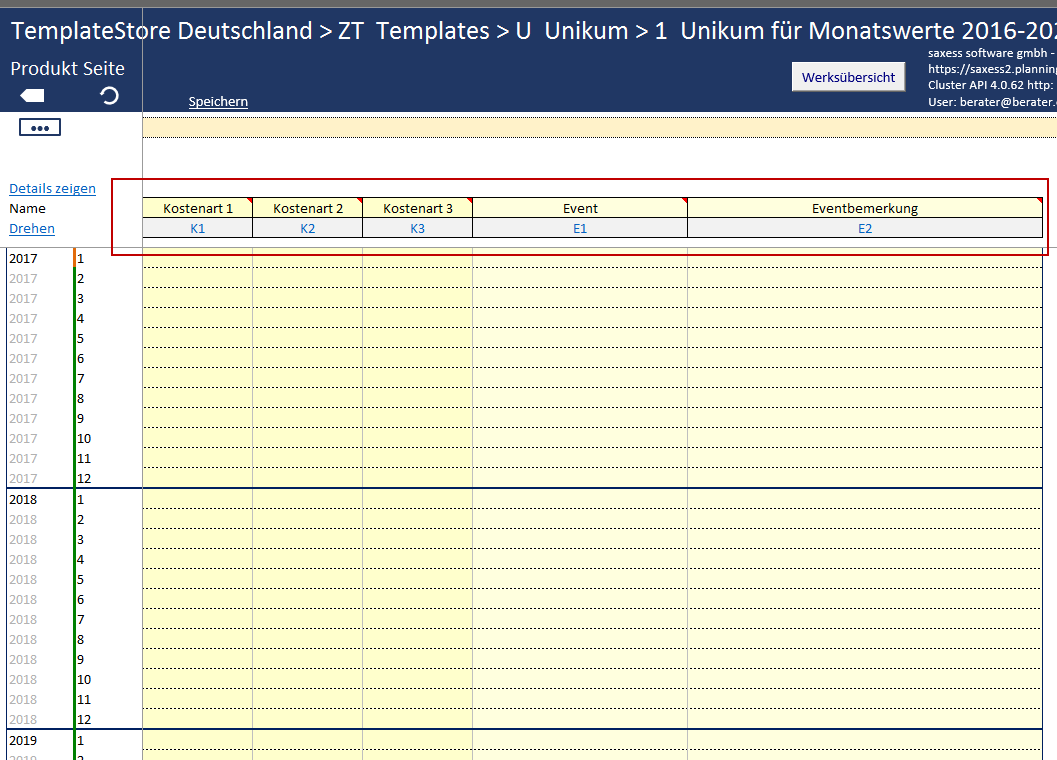 TemplateStore Deutschland > ZT  Templates > U  Unikum > 1  Unikum für Monatswerte 2016-202
Produkt Seite
saxess software gmbh -
https://saxess2.planning
Cluster API 4.0.62 http:
User: berater@berater.
Werksübersicht
Speichern
•••
Details zeigen
Name Kostenart 1 Kostenart 2 Kostenart 3 Event Eventbemerkung
Drehen K1 K2 K3 E1 E2
2017 1
2017 2
2017 3
2017 4
2017 5
2017 6
2017 7
2017 8
2017 9
2017 10
2017 11
2017 12
2018 1
2018 2
2018 3
2018 4
2018 5
2018 6
2018 7
2018 8
2018 9
2018 10
2018 11
2018 12
2019 1
2019 2